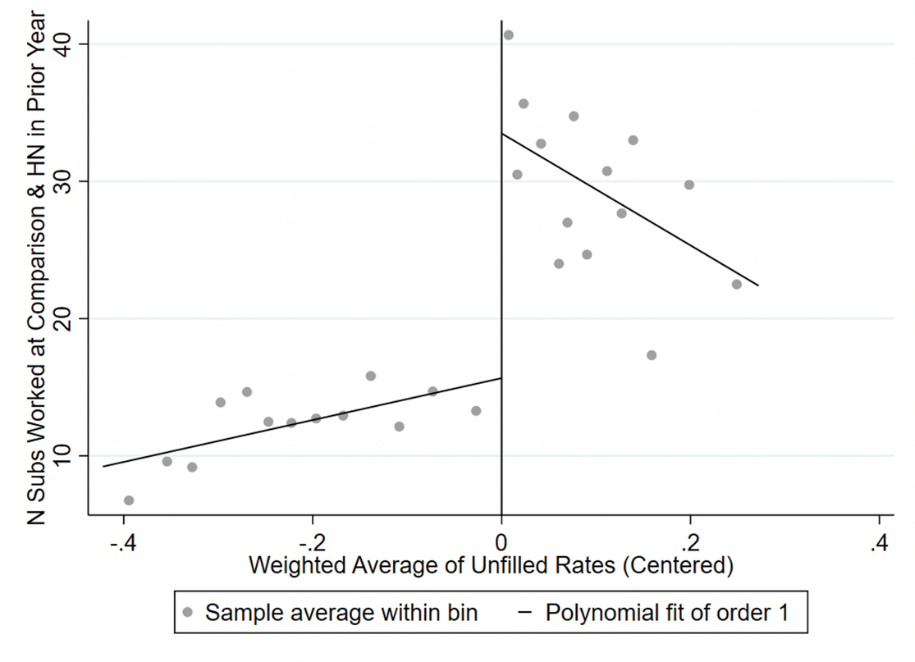 N Subs Worked at Comparison & HN in Prior Year
40
30
20
10
-.4
-.2
0
.2
.4
Weighted Average of Unfilled Rates (Centered)
Sample average within bin
Polynomial fit of order 1